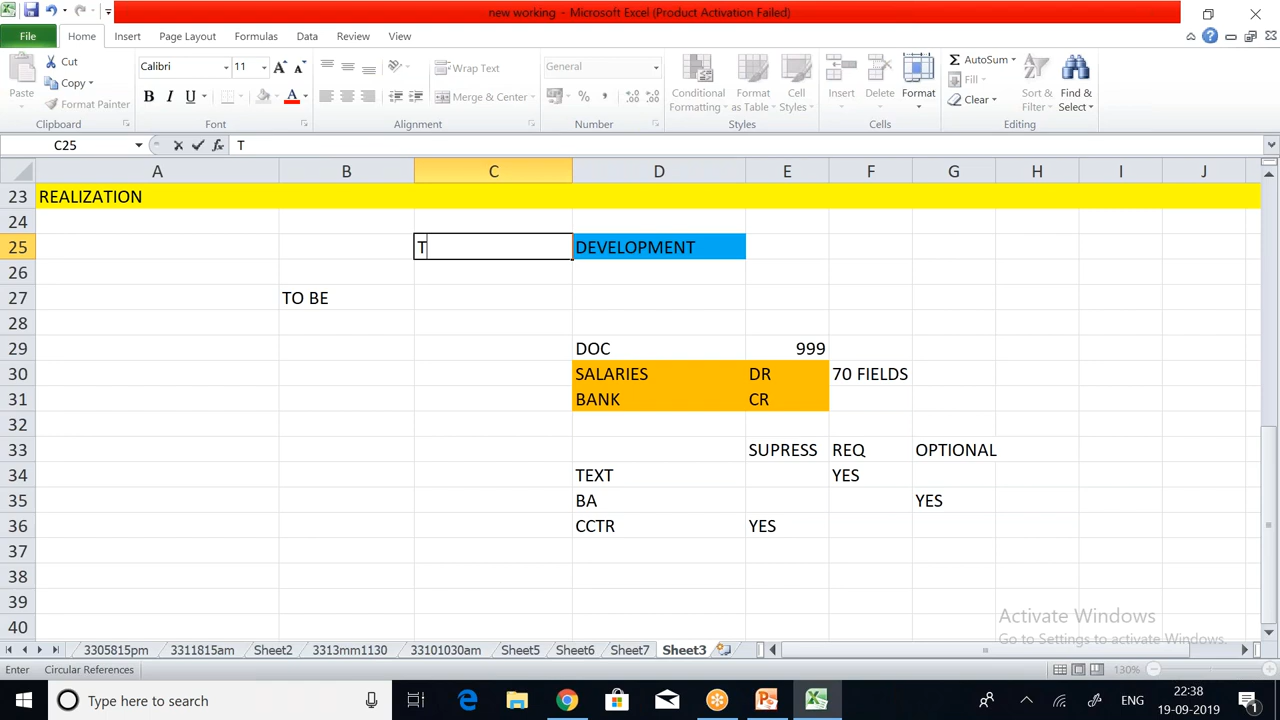 new working - Microsoft Excel (Product Activation Failed)
File Home Insert Page Layout Formulas Data Review View
Paste
Cut
Copy
Format Painter
Clipboard
Calibri 11
B I U
Font
Wrap Text
Merge & Center
Alignment
General
% ,
Number
Conditional Formatting
Format as Table
Cell Styles
Styles
Insert
Delete
Format
Cells
AutoSum
Fill
Clear
Sort & Filter
Find & Select
Editing
C25 fx T
A B C D E F G H I J
23 REALIZATION
24
25 T DEVELOPMENT
26
27 TO BE
28
29 DOC 999
30 SALARIES DR 70 FIELDS
31 BANK CR
32
33 SUPRESS REQ OPTIONAL
34 TEXT YES
35 BA YES
36 CCTR YES
37
38
39
40
Activate Windows
Go to Settings to activate Windows.
3305815pm 3311815am Sheet2 3313mm1130 33101030am Sheet5 Sheet6 Sheet7 Sheet3
Enter Circular References 130%
Type here to search
ENG
22:38
19-09-2019
1